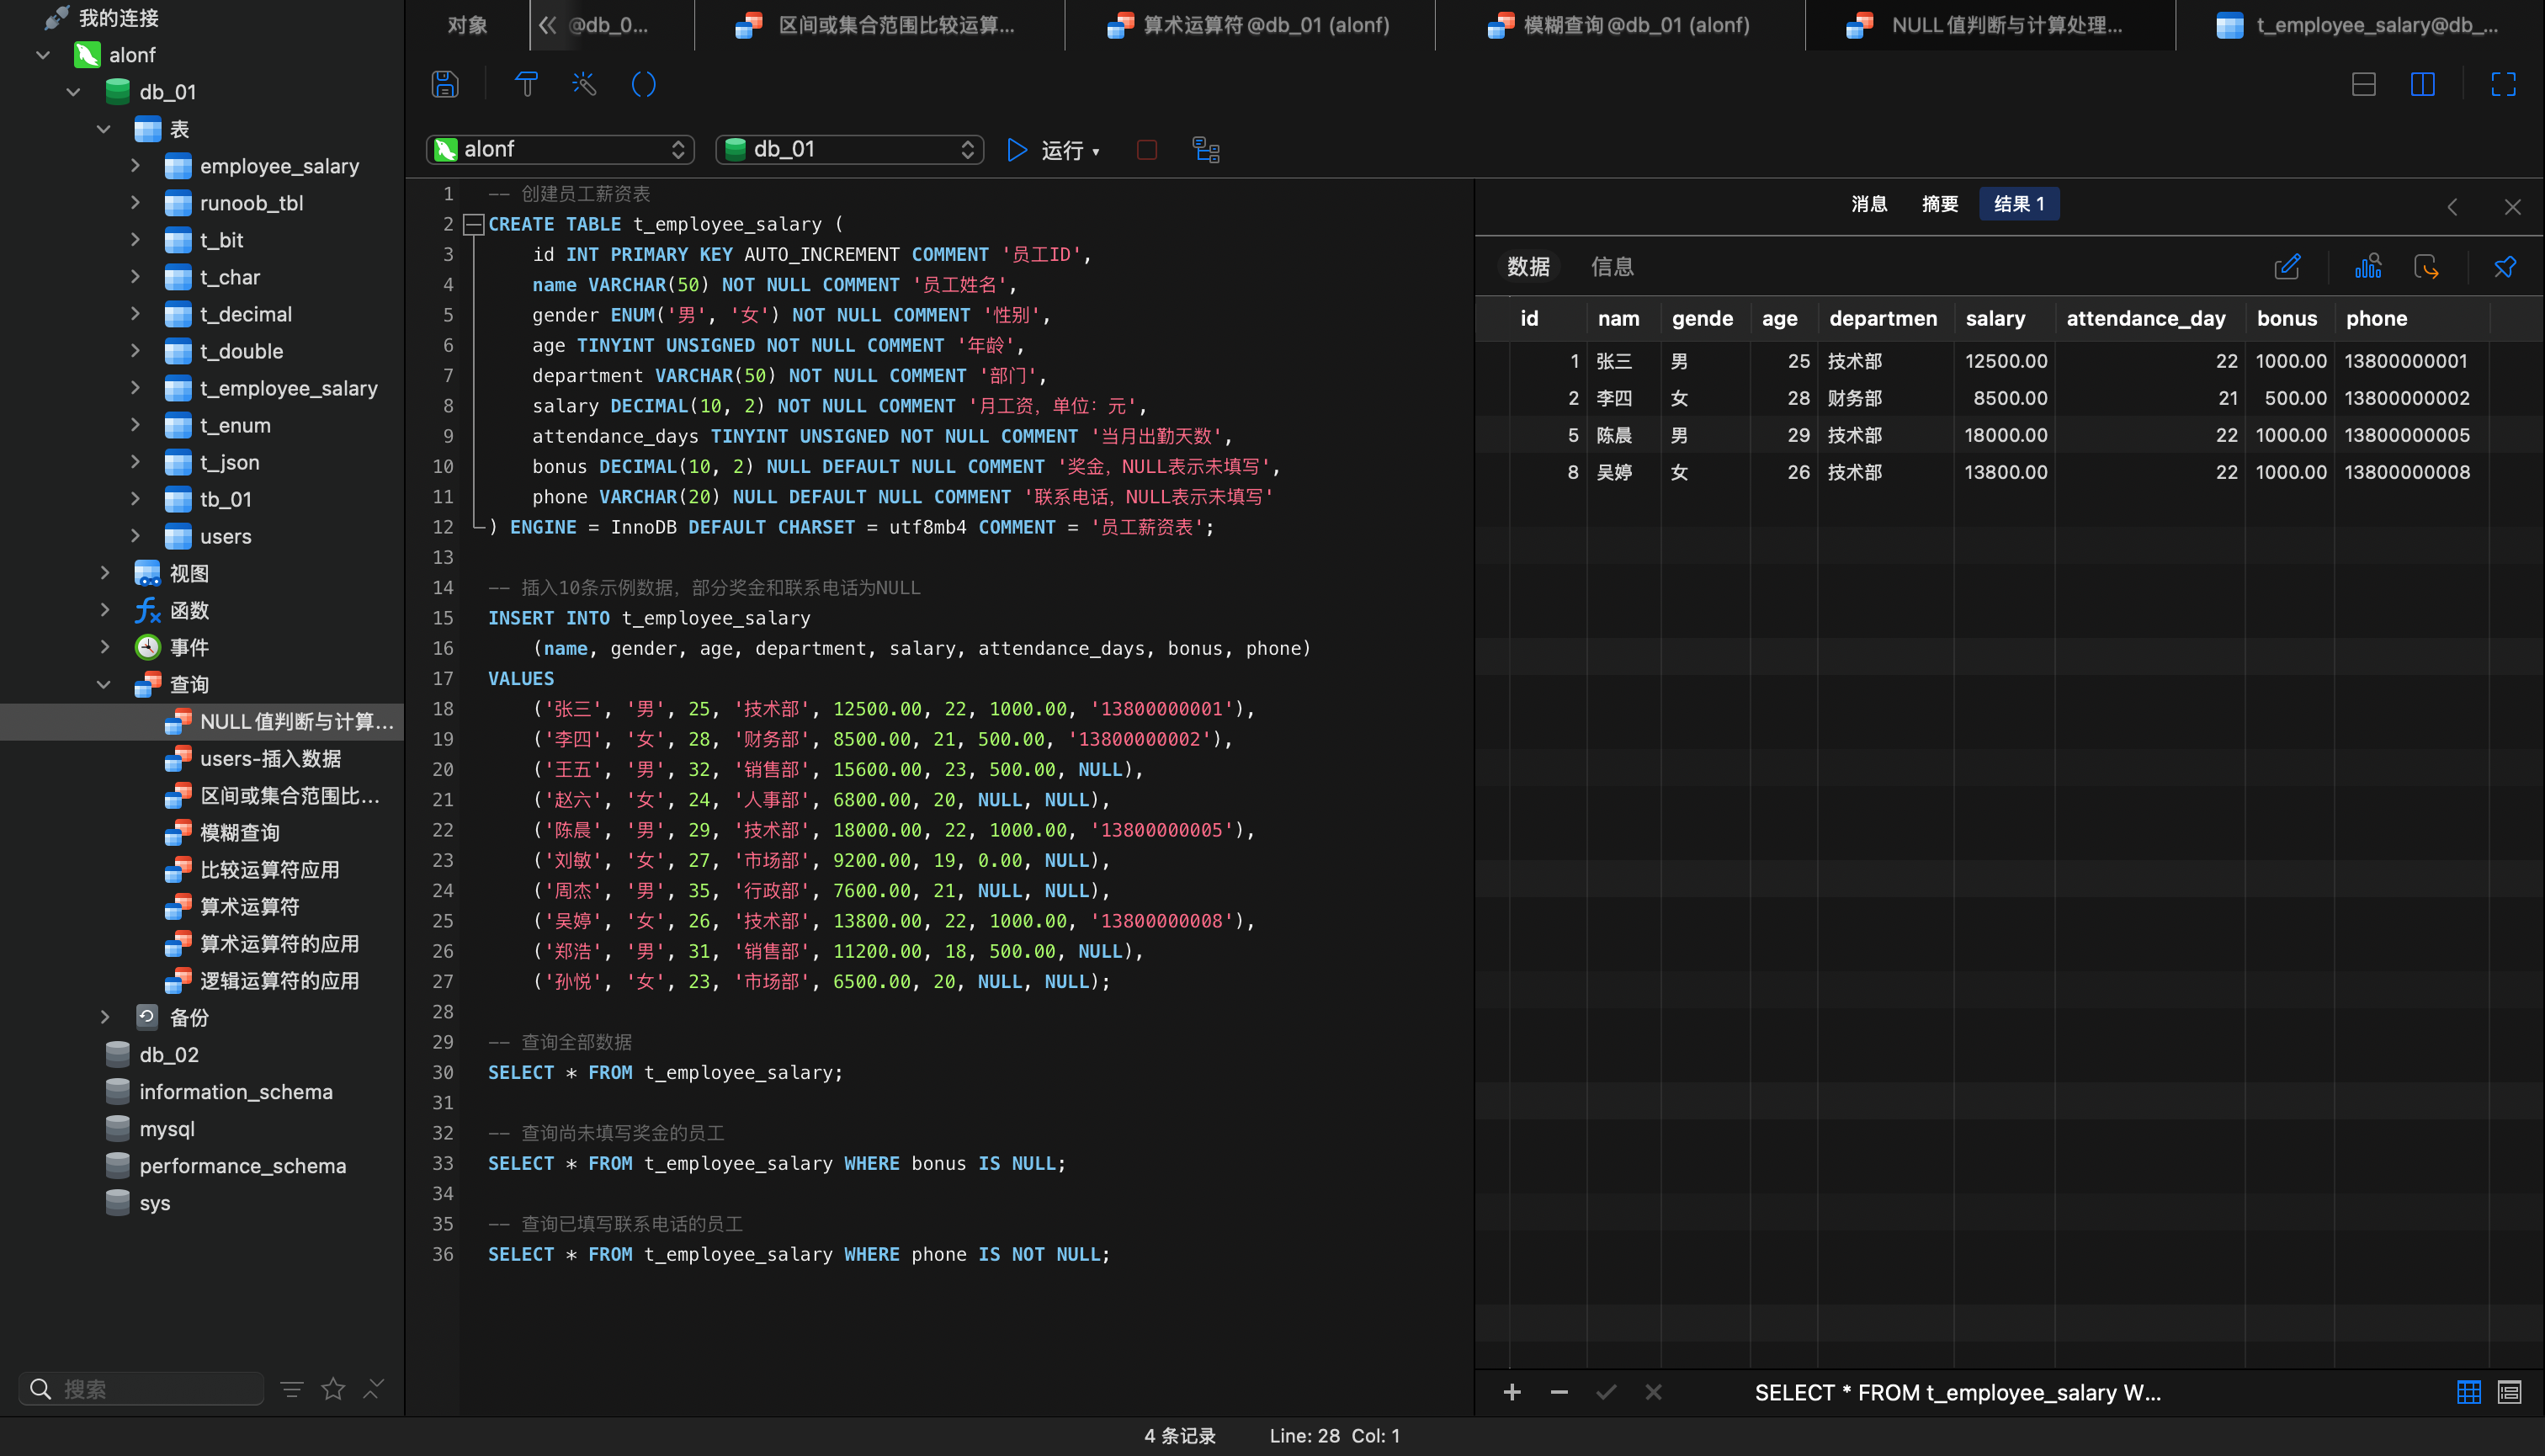 我的连接
alonf
db_01
表
employee_salary
runoob_tbl
t_bit
t_char
t_decimal
t_double
t_employee_salary
t_enum
t_json
tb_01
users
视图
函数
事件
查询
NULL值判断与计算...
users-插入数据
区间或集合范围比...
模糊查询
比较运算符应用
算术运算符
算术运算符的应用
逻辑运算符的应用
备份
db_02
information_schema
mysql
performance_schema
sys
搜索
对象 @db_0... 区间或集合范围比较运算... 算术运算符@db_01 (alonf) 模糊查询@db_01 (alonf) NULL值判断与计算处理... t_employee_salary@db_...
alonf db_01 运行
1 -- 创建员工薪资表
2 CREATE TABLE t_employee_salary (
3 id INT PRIMARY KEY AUTO_INCREMENT COMMENT '员工ID',
4 name VARCHAR(50) NOT NULL COMMENT '员工姓名',
5 gender ENUM('男', '女') NOT NULL COMMENT '性别',
6 age TINYINT UNSIGNED NOT NULL COMMENT '年龄',
7 department VARCHAR(50) NOT NULL COMMENT '部门',
8 salary DECIMAL(10, 2) NOT NULL COMMENT '月工资，单位：元',
9 attendance_days TINYINT UNSIGNED NOT NULL COMMENT '当月出勤天数',
10 bonus DECIMAL(10, 2) NULL DEFAULT NULL COMMENT '奖金，NULL表示未填写',
11 phone VARCHAR(20) NULL DEFAULT NULL COMMENT '联系电话，NULL表示未填写'
12 ) ENGINE = InnoDB DEFAULT CHARSET = utf8mb4 COMMENT = '员工薪资表';
13
14 -- 插入10条示例数据，部分奖金和联系电话为NULL
15 INSERT INTO t_employee_salary
16 (name, gender, age, department, salary, attendance_days, bonus, phone)
17 VALUES
18 ('张三', '男', 25, '技术部', 12500.00, 22, 1000.00, '13800000001'),
19 ('李四', '女', 28, '财务部', 8500.00, 21, 500.00, '13800000002'),
20 ('王五', '男', 32, '销售部', 15600.00, 23, 500.00, NULL),
21 ('赵六', '女', 24, '人事部', 6800.00, 20, NULL, NULL),
22 ('陈晨', '男', 29, '技术部', 18000.00, 22, 1000.00, '13800000005'),
23 ('刘敏', '女', 27, '市场部', 9200.00, 19, 0.00, NULL),
24 ('周杰', '男', 35, '行政部', 7600.00, 21, NULL, NULL),
25 ('吴婷', '女', 26, '技术部', 13800.00, 22, 1000.00, '13800000008'),
26 ('郑浩', '男', 31, '销售部', 11200.00, 18, 500.00, NULL),
27 ('孙悦', '女', 23, '市场部', 6500.00, 20, NULL, NULL);
28
29 -- 查询全部数据
30 SELECT * FROM t_employee_salary;
31
32 -- 查询尚未填写奖金的员工
33 SELECT * FROM t_employee_salary WHERE bonus IS NULL;
34
35 -- 查询已填写联系电话的员工
36 SELECT * FROM t_employee_salary WHERE phone IS NOT NULL;
消息 摘要 结果 1
数据 信息
id nam gende age departmen salary attendance_day bonus phone
1 张三 男 25 技术部 12500.00 22 1000.00 13800000001
2 李四 女 28 财务部 8500.00 21 500.00 13800000002
5 陈晨 男 29 技术部 18000.00 22 1000.00 13800000005
8 吴婷 女 26 技术部 13800.00 22 1000.00 13800000008
SELECT * FROM t_employee_salary W...
4 条记录 Line: 28 Col: 1